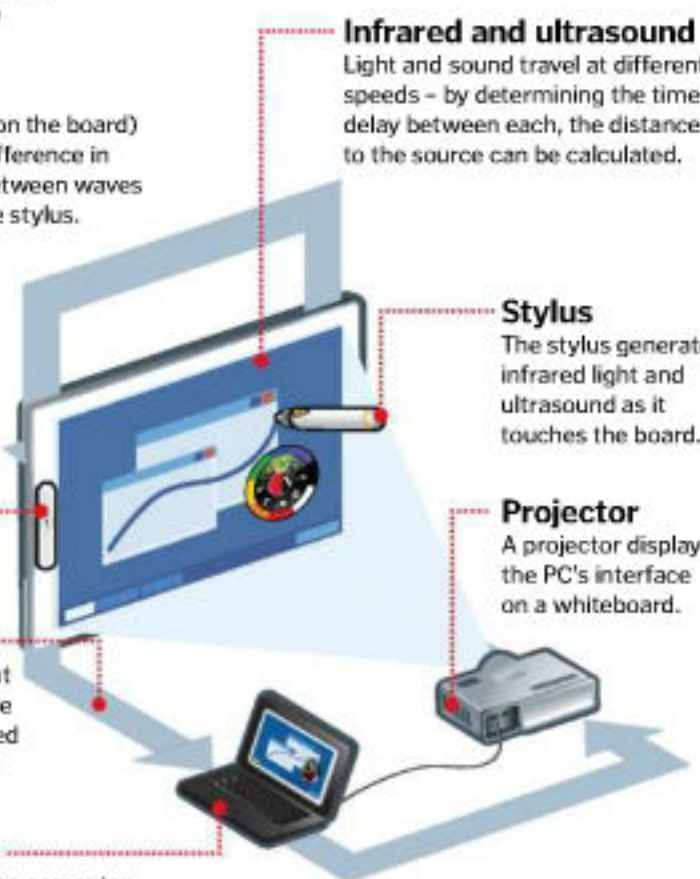 on the board)
fference in
tween waves
e stylus.
Infrared and ultrasound
Light and sound travel at different
speeds – by determining the time
delay between each, the distance
to the source can be calculated.
Stylus
The stylus generat
infrared light and
ultrasound as it
touches the board.
Projector
A projector display
the PC's interface
on a whiteboard.
t
e
ed